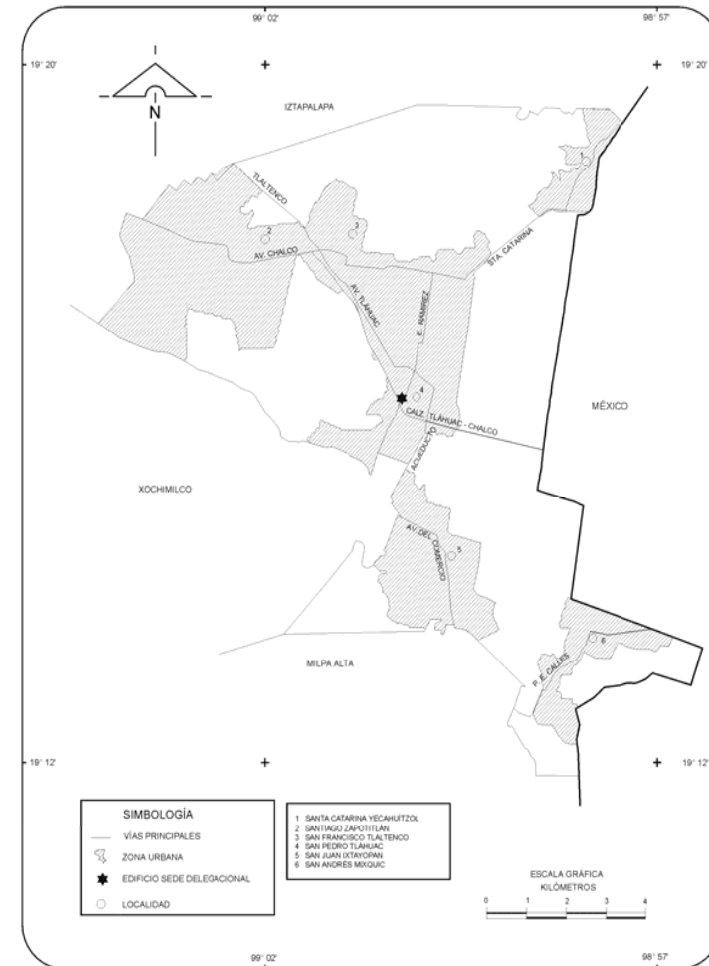 99° 02'
98° 57'
19° 20'
19° 20'
N
IZTAPALAPA
1
TLALTENCO
2
3
STA. CATARINA
AV. CHALCO
AV. TLÁHUAC
E. RAMIREZ
4
MÉXICO
CALZ. TLÁHUAC - CHALCO
ACUEDUCTO
XOCHIMILCO
AV. DEL COMERCIO
5
6
MILPA ALTA
P. E. CALLES
19° 12'
19° 12'
SIMBOLOGÍA
VÍAS PRINCIPALES
ZONA URBANA
EDIFICIO SEDE DELEGACIONAL
LOCALIDAD
1 SANTA CATARINA YECAHUÍTZOL
2 SANTIAGO ZAPOTITLÁN
3 SAN FRANCISCO TLALTENCO
4 SAN PEDRO TLÁHUAC
5 SAN JUAN IXTAYOPAN
6 SAN ANDRÉS MIXQUIC
ESCALA GRÁFICA
KILÓMETROS
0 1 2 3 4
99° 02'
98° 57'